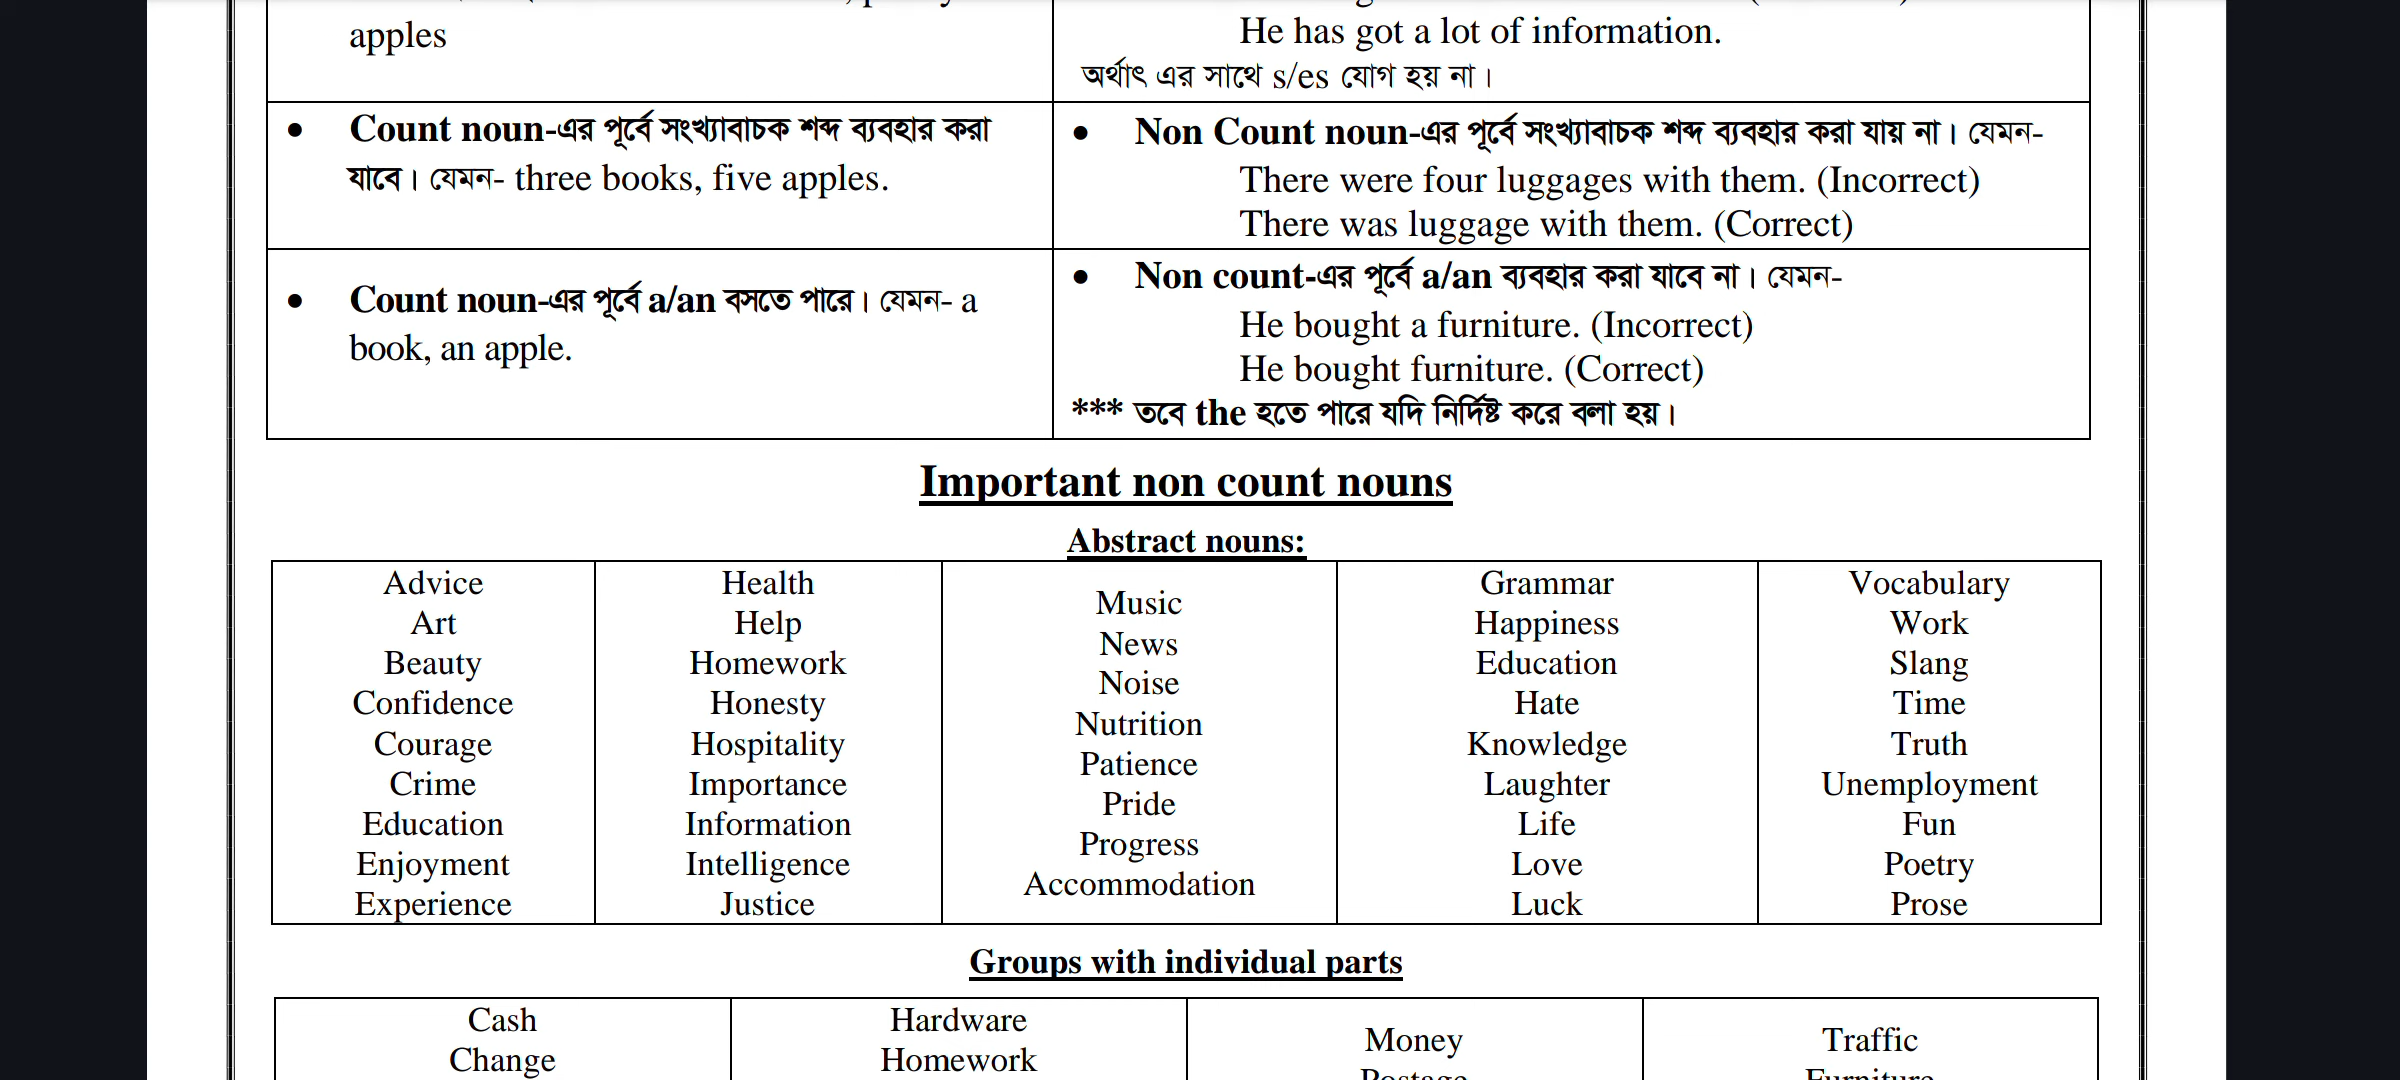 apples
He has got a lot of information.
অর্থাৎ এর সাথে s/es যোগ হয় না।
• Count noun-এর পূর্বে সংখ্যাবাচক শব্দ ব্যবহার করা
যাবে। যেমন- three books, five apples.
• Non Count noun-এর পূর্বে সংখ্যাবাচক শব্দ ব্যবহার করা যায় না। যেমন-
There were four luggages with them. (Incorrect)
There was luggage with them. (Correct)
• Count noun-এর পূর্বে a/an বসতে পারে। যেমন- a
book, an apple.
• Non count-এর পূর্বে a/an ব্যবহার করা যাবে না। যেমন-
He bought a furniture. (Incorrect)
He bought furniture. (Correct)
*** তবে the হতে পারে যদি নির্দিষ্ট করে বলা হয়।
Important non count nouns
Abstract nouns:
Advice
Art
Beauty
Confidence
Courage
Crime
Education
Enjoyment
Experience
Health
Help
Homework
Honesty
Hospitality
Importance
Information
Intelligence
Justice
Music
News
Noise
Nutrition
Patience
Pride
Progress
Accommodation
Grammar
Happiness
Education
Hate
Knowledge
Laughter
Life
Love
Luck
Vocabulary
Work
Slang
Time
Truth
Unemployment
Fun
Poetry
Prose
Groups with individual parts
Cash
Change
Hardware
Homework
Money
Postage
Traffic
Furniture